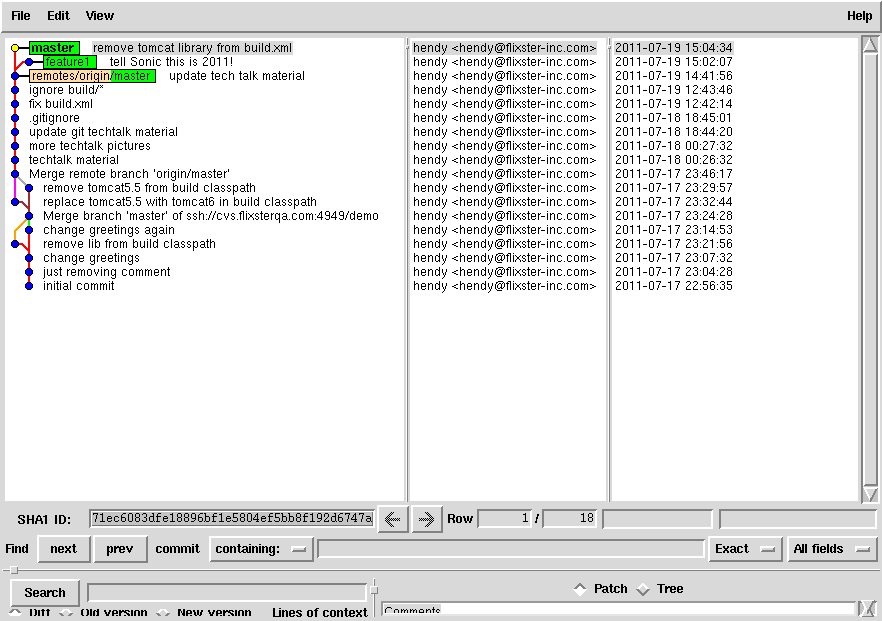 File Edit View Help
master remove tomcat library from build.xml hendy <hendy@flixster-inc.com> 2011-07-19 15:04:34
feature1 tell Sonic this is 2011! hendy <hendy@flixster-inc.com> 2011-07-19 15:02:07
remotes/origin/master update tech talk material hendy <hendy@flixster-inc.com> 2011-07-19 14:41:56
ignore build/* hendy <hendy@flixster-inc.com> 2011-07-19 12:43:46
fix build.xml hendy <hendy@flixster-inc.com> 2011-07-19 12:42:14
.gitignore hendy <hendy@flixster-inc.com> 2011-07-18 18:45:01
update git techtalk material hendy <hendy@flixster-inc.com> 2011-07-18 18:44:20
more techtalk pictures hendy <hendy@flixster-inc.com> 2011-07-18 00:27:32
techtalk material hendy <hendy@flixster-inc.com> 2011-07-18 00:26:32
Merge remote branch 'origin/master' hendy <hendy@flixster-inc.com> 2011-07-17 23:46:17
remove tomcat5.5 from build classpath hendy <hendy@flixster-inc.com> 2011-07-17 23:29:57
replace tomcat5.5 with tomcat6 in build classpath hendy <hendy@flixster-inc.com> 2011-07-17 23:32:44
Merge branch 'master' of ssh://cvs.flixsterqa.com:4949/demo hendy <hendy@flixster-inc.com> 2011-07-17 23:24:28
change greetings again hendy <hendy@flixster-inc.com> 2011-07-17 23:14:53
remove lib from build classpath hendy <hendy@flixster-inc.com> 2011-07-17 23:21:56
change greetings hendy <hendy@flixster-inc.com> 2011-07-17 23:07:32
just removing comment hendy <hendy@flixster-inc.com> 2011-07-17 23:04:28
initial commit hendy <hendy@flixster-inc.com> 2011-07-17 22:56:35
SHA1 ID: 71ec6083dfe18896bf1e5804ef5bb8f192d6747a Row 1 / 18
Find next prev commit containing: Exact All fields
Search Patch Tree
Diff Old version New version Lines of context Comments